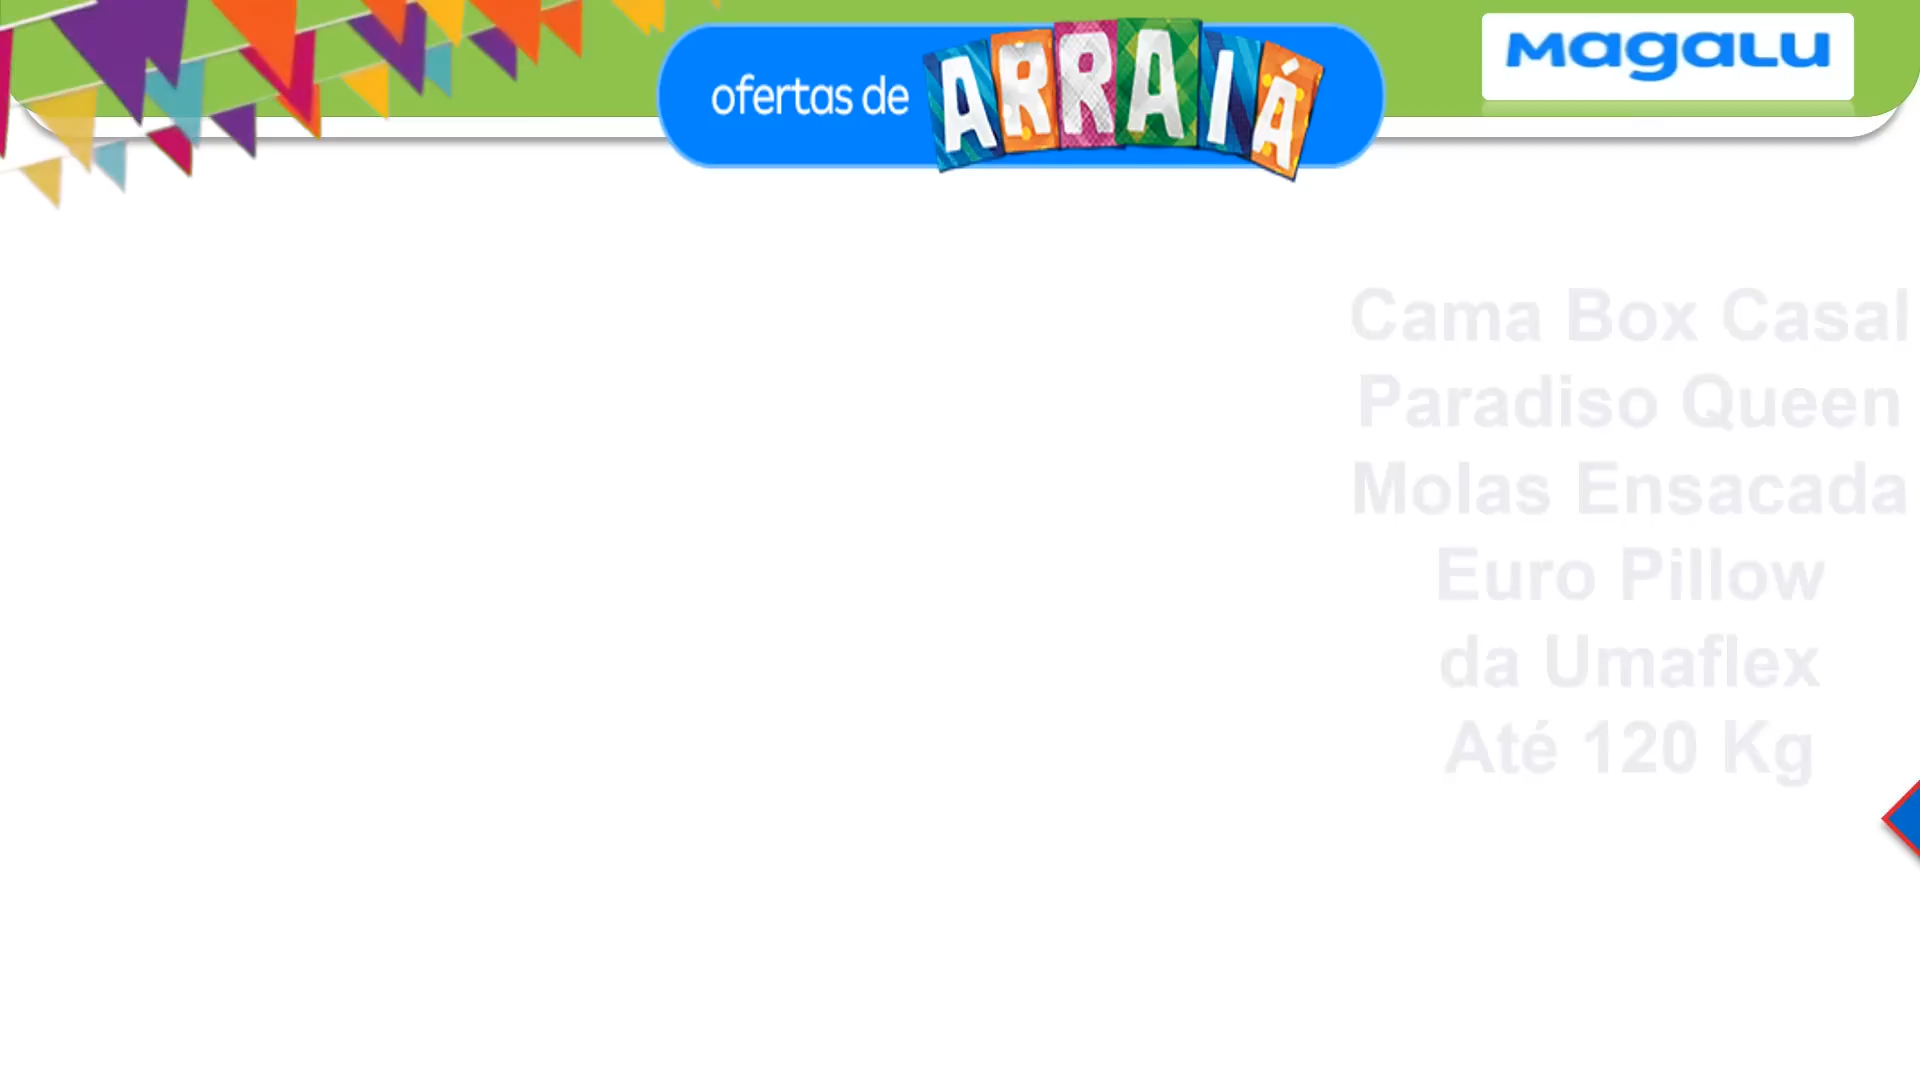 ofertas de ARRAIÁ
Magalu
Cama Box Casal
Paradiso Queen
Molas Ensacada
Euro Pillow
da Umaflex
Até 120 Kg